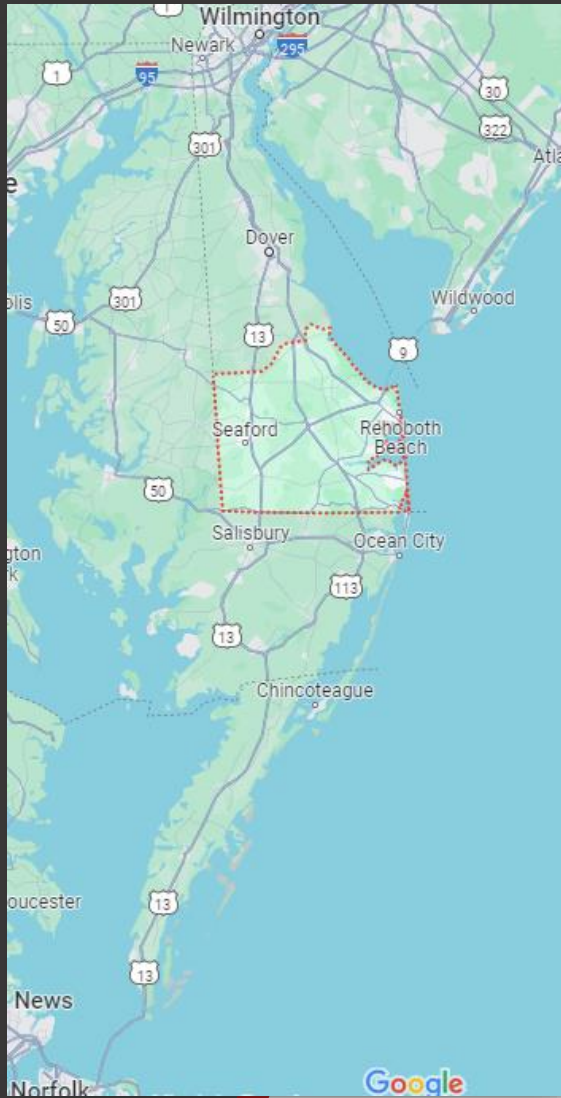 1
Wilmington
Newark
295
1
95
30
322
301
Atla
e
Dover
301
Wildwood
olis
50
13
9
Seaford
Rehoboth
Beach
50
Salisbury
Ocean City
gton
k
113
13
Chincoteague
oucester
13
13
News
Norfolk
Google